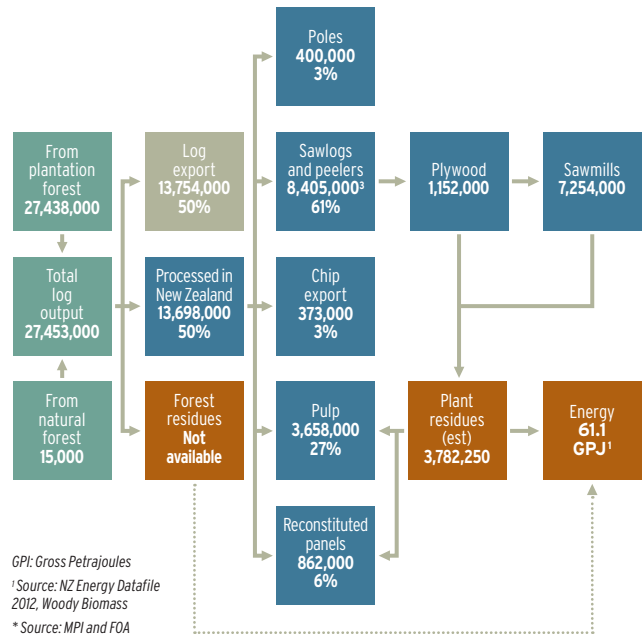 Poles
400,000
3%
From
plantation
forest
27,438,000
Log
export
13,754,000
50%
Sawlogs
and peelers
8,405,000³
61%
Plywood
1,152,000
Sawmills
7,254,000
Total
log
output
27,453,000
Processed in
New Zealand
13,698,000
50%
Chip
export
373,000
3%
From
natural
forest
15,000
Forest
residues
Not
available
Pulp
3,658,000
27%
Plant
residues
(est)
3,782,250
Energy
61.1
GPJ¹
Reconstituted
panels
862,000
6%
GPI: Gross Petrajoules
¹ Source: NZ Energy Datafile
2012, Woody Biomass
* Source: MPI and FOA